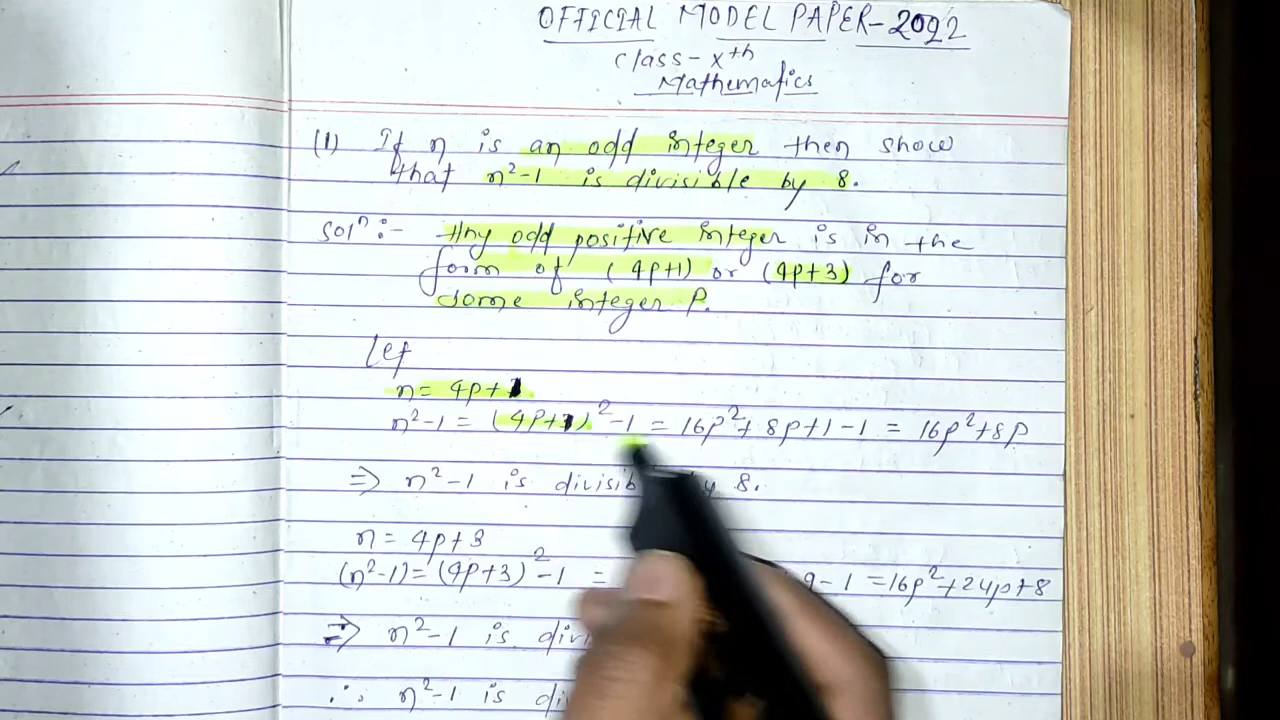 OFFICIAL MODEL PAPER-2022
Class-Xth
Mathematics
(1) If n is an odd integer then show
that n²-1 is divisible by 8.
Solⁿ:- Any odd positive integer is in the
form of (4p+1) or (4p+3) for
some integer p.
Let
n= 4p+1
n²-1 = (4p+1)²-1 = 16p²+8p+1-1 = 16p²+8p
⇒ n²-1 is by 8.
n= 4p+3
(n²-1)=(4p+3)²-1 = 9-1 =16p²+24p+8
⇒ n²-1 is
∴ n²-1 is